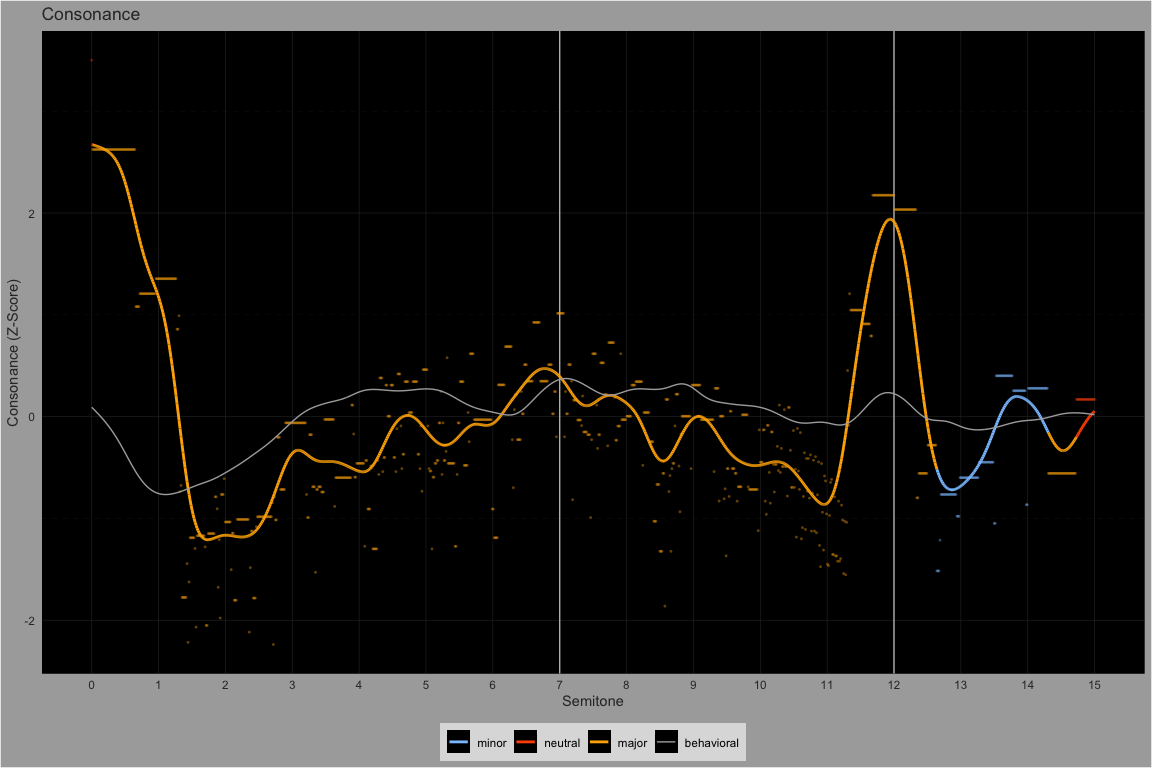 Consonance
Consonance (Z-Score)
2
0
-2
0 1 2 3 4 5 6 7 8 9 10 11 12 13 14 15
Semitone
minor neutral major behavioral